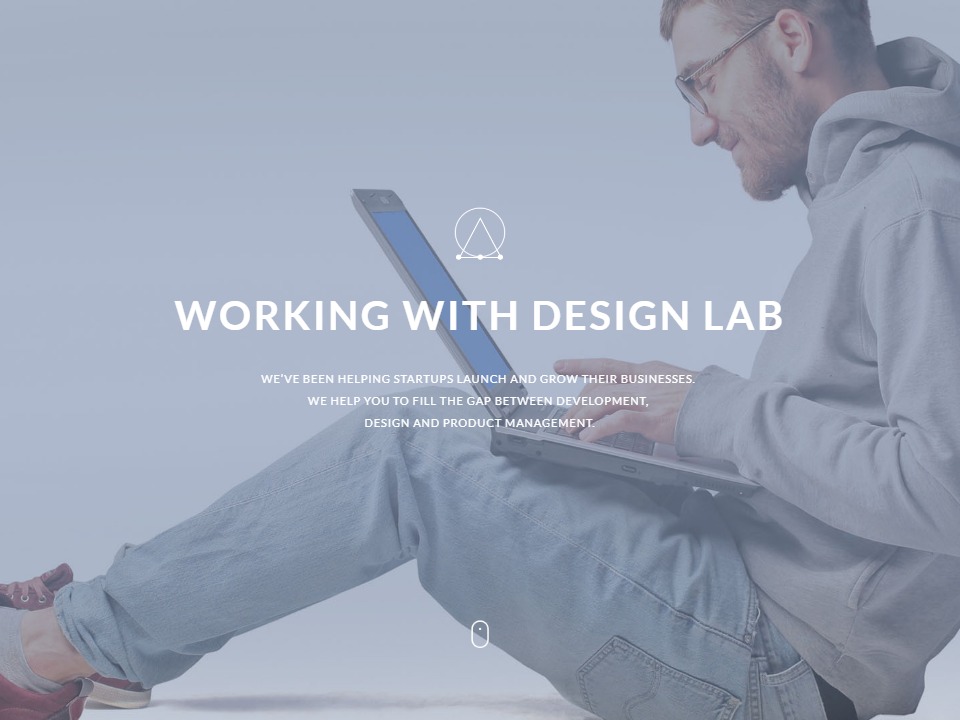 WORKING WITH DESIGN LAB
WE'VE BEEN HELPING STARTUPS LAUNCH AND GROW THEIR BUSINESSES.
WE HELP YOU TO FILL THE GAP BETWEEN DEVELOPMENT,
DESIGN AND PRODUCT MANAGEMENT.